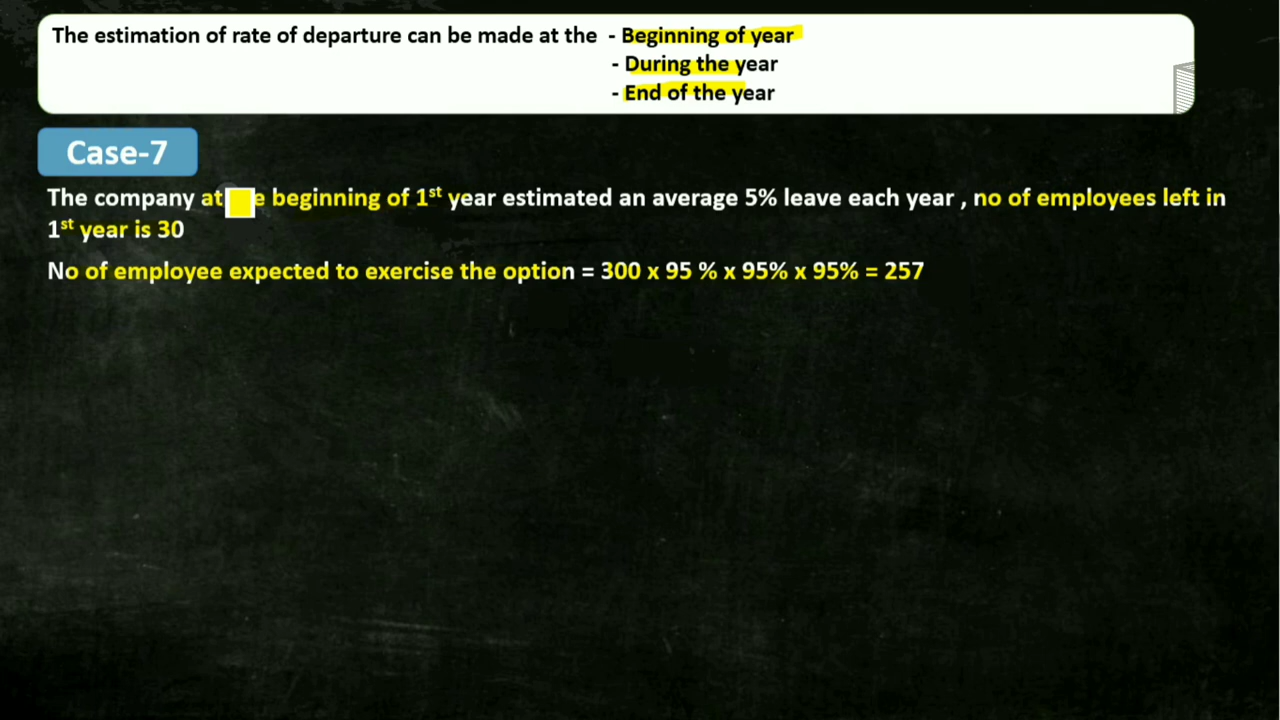 The estimation of rate of departure can be made at the - Beginning of year
- During the year
- End of the year
Case-7
The company at e beginning of 1st year estimated an average 5% leave each year , no of employees left in
1st year is 30
No of employee expected to exercise the option = 300 x 95 % x 95% x 95% = 257